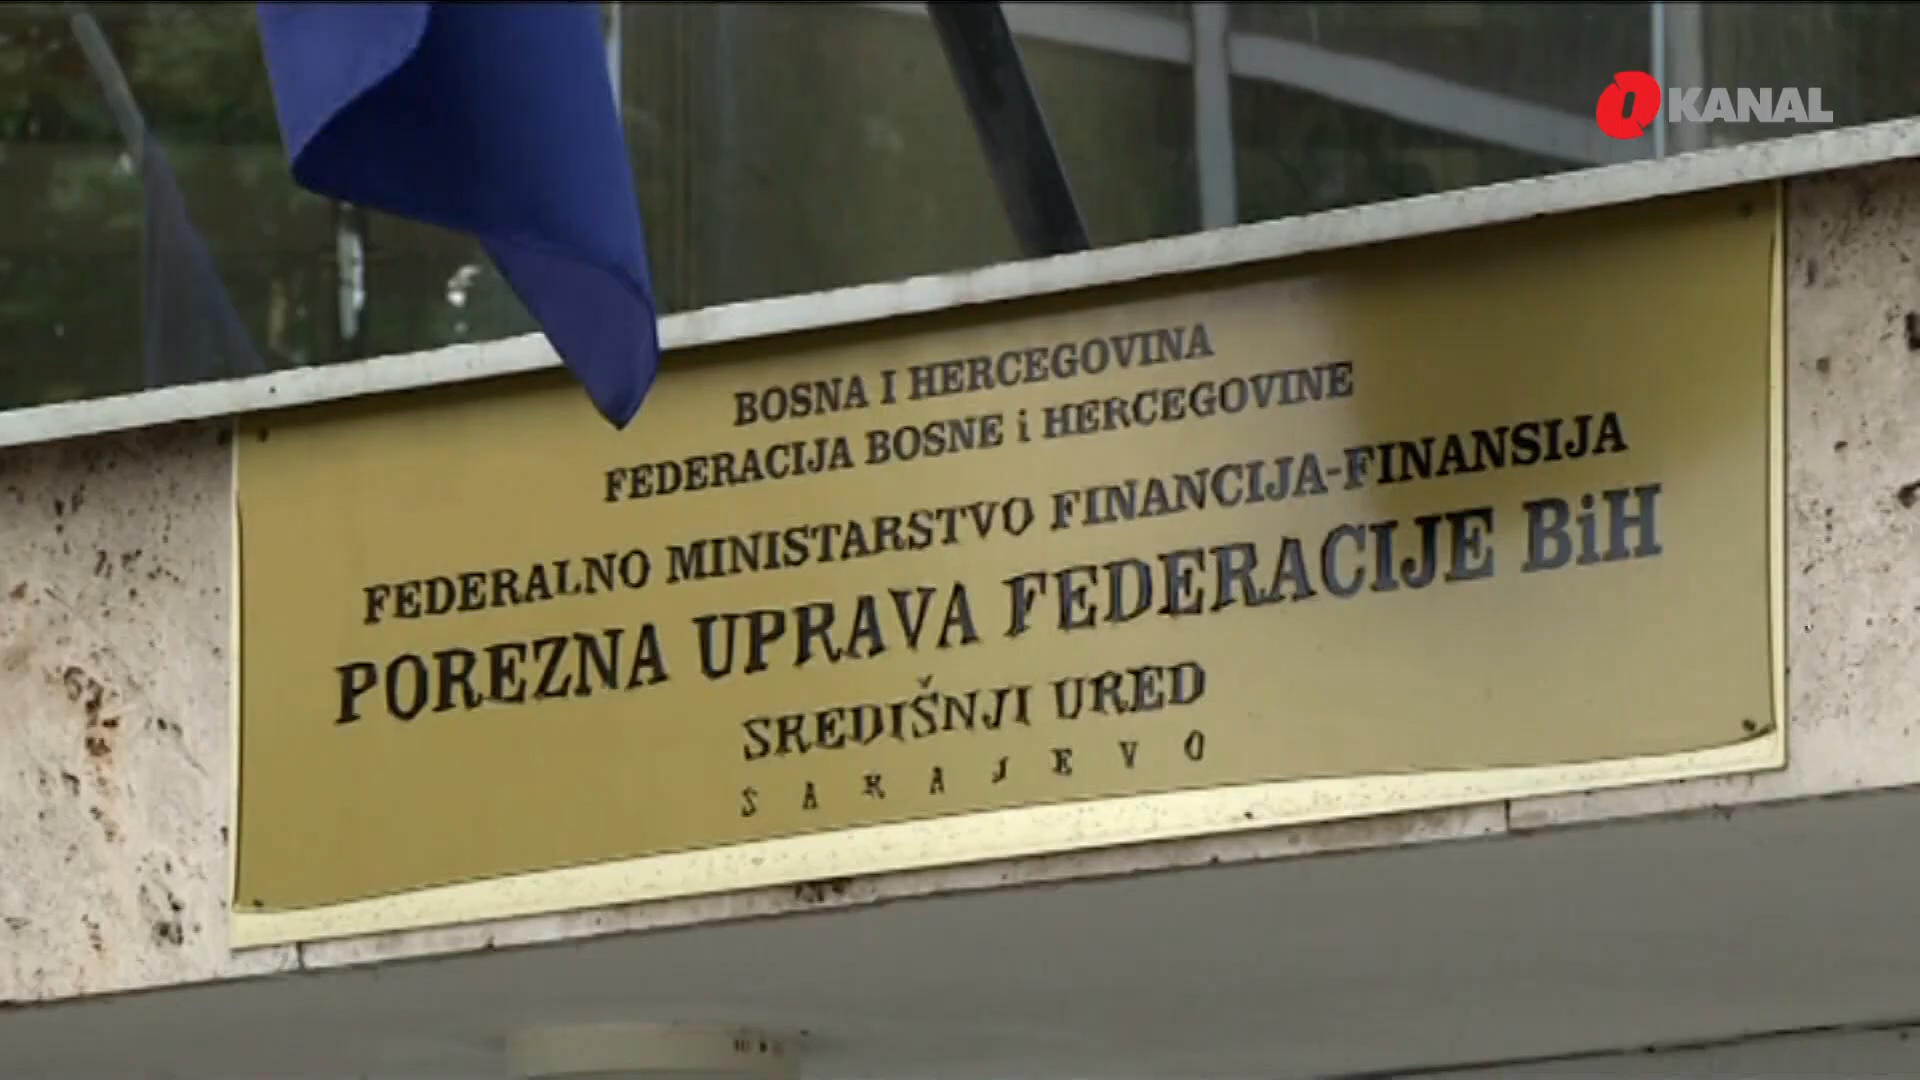 O KANAL
BOSNA I HERCEGOVINA
FEDERACIJA BOSNE i HERCEGOVINE
FEDERALNO MINISTARSTVO FINANCIJA-FINANSIJA
POREZNA UPRAVA FEDERACIJE BiH
SREDIŠNJI URED
SARAJEVO